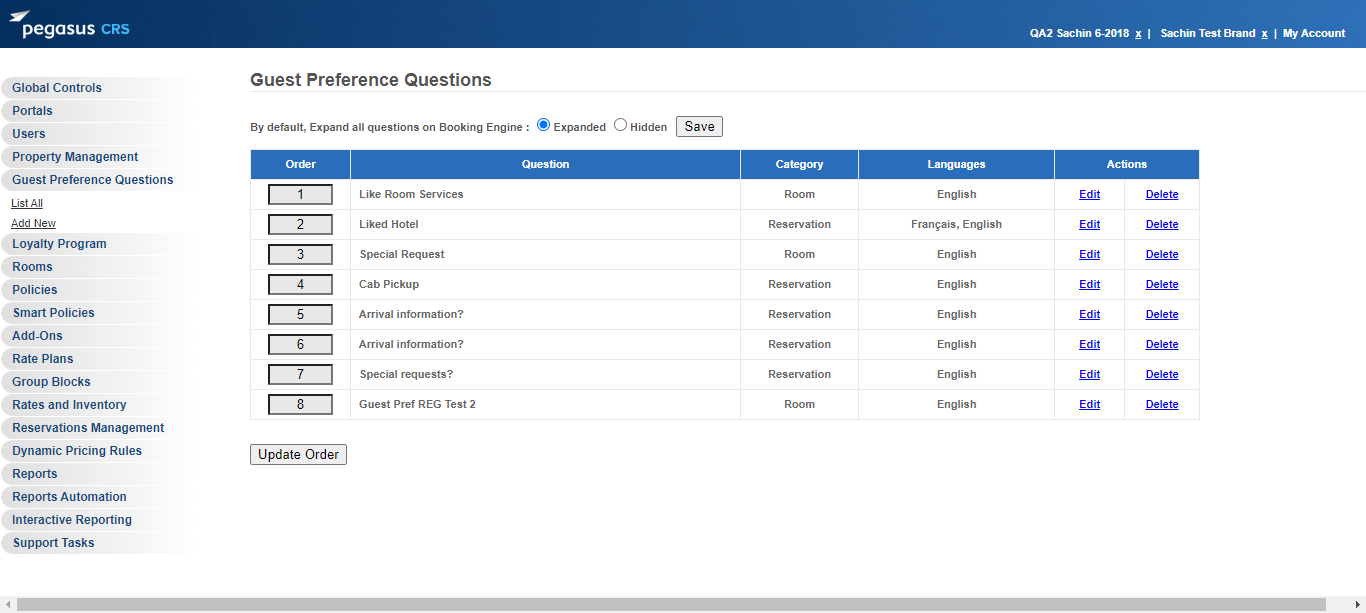 pegasus CRS
QA2 Sachin 6-2018 x | Sachin Test Brand x | My Account
Global Controls
Portals
Users
Property Management
Guest Preference Questions
List All
Add New
Loyalty Program
Rooms
Policies
Smart Policies
Add-Ons
Rate Plans
Group Blocks
Rates and Inventory
Reservations Management
Dynamic Pricing Rules
Reports
Reports Automation
Interactive Reporting
Support Tasks
Guest Preference Questions
By default, Expand all questions on Booking Engine : Expanded Hidden Save
Order Question Category Languages Actions
1 Like Room Services Room English Edit Delete
2 Liked Hotel Reservation Français, English Edit Delete
3 Special Request Room English Edit Delete
4 Cab Pickup Reservation English Edit Delete
5 Arrival information? Reservation English Edit Delete
6 Arrival information? Reservation English Edit Delete
7 Special requests? Reservation English Edit Delete
8 Guest Pref REG Test 2 Room English Edit Delete
Update Order